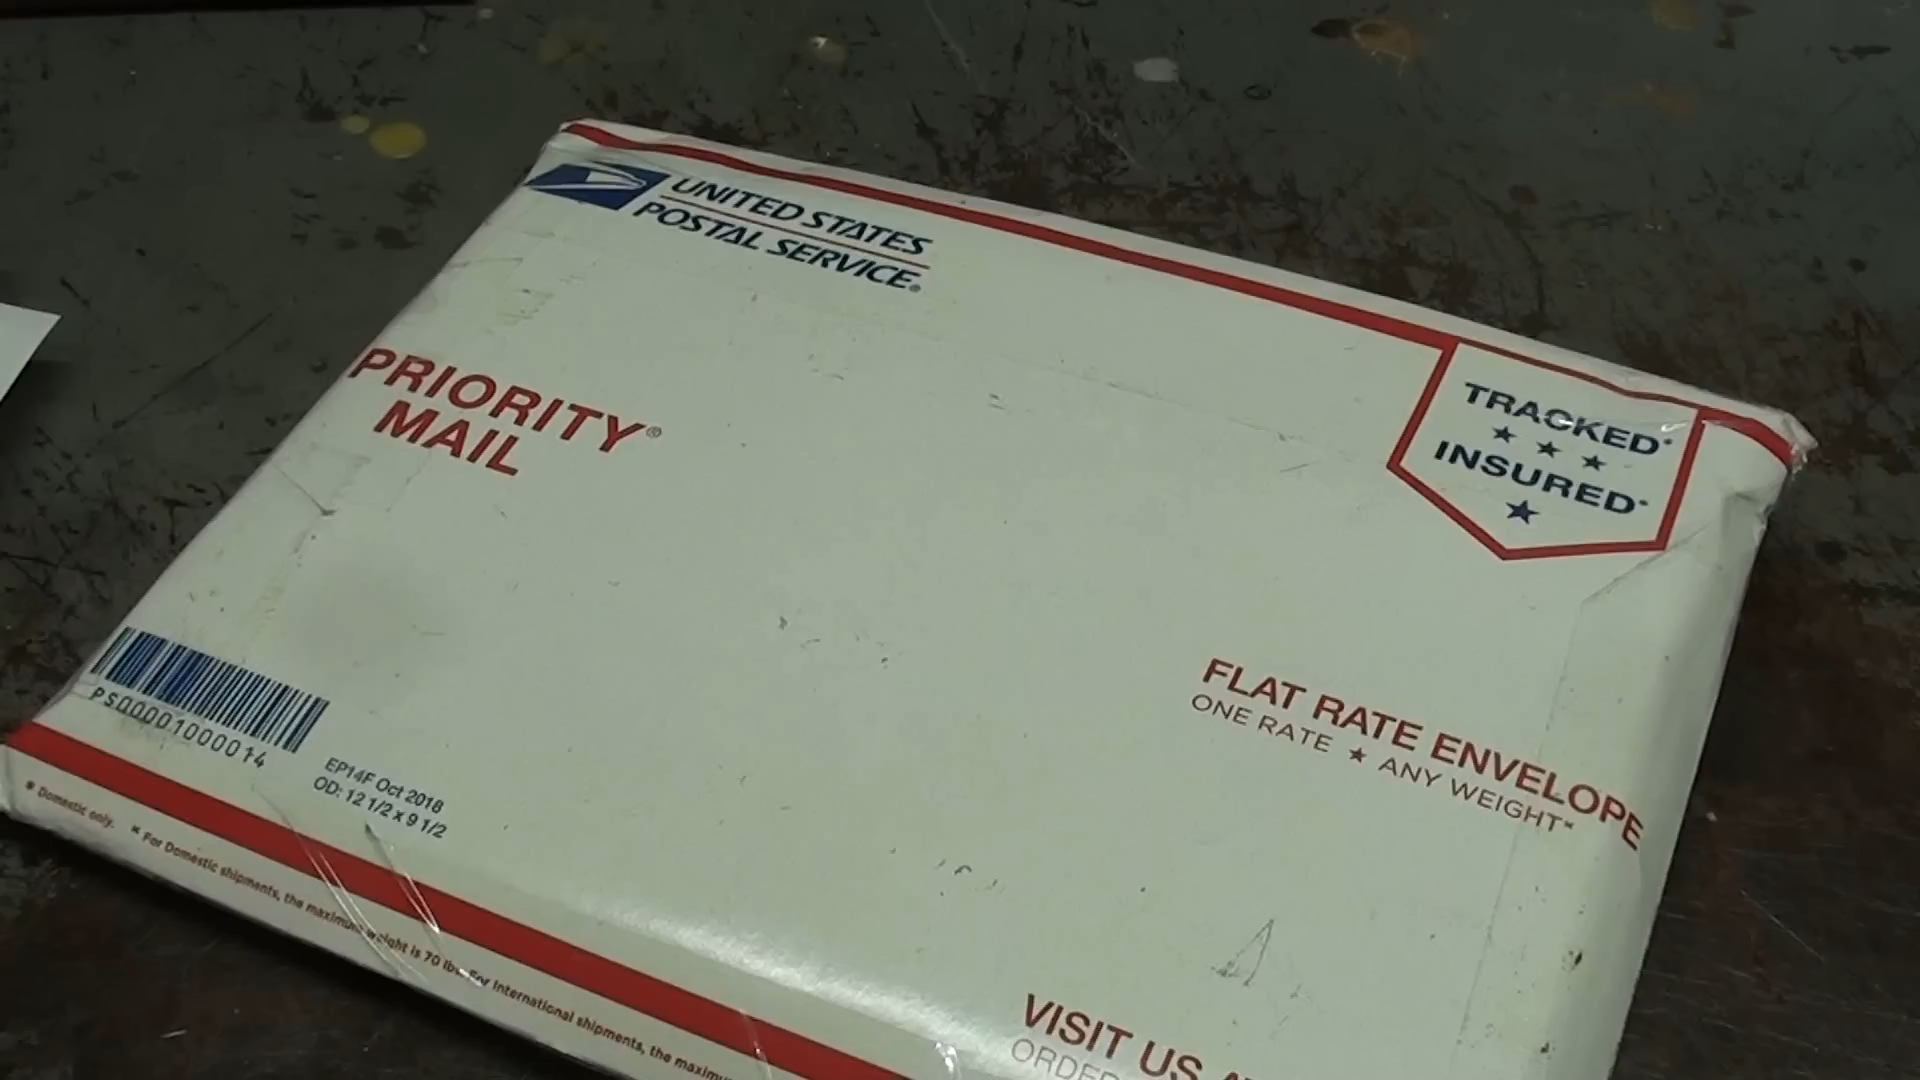 UNITED STATES
POSTAL SERVICE®
PRIORITY®
MAIL
TRACKED*
INSURED*
FLAT RATE ENVELOPE
ONE RATE ★ ANY WEIGHT*
PS00001000014
EP14F Oct 2018
OD: 12 1/2 x 9 1/2
* Domestic only. * For Domestic shipments, the maximum weight is 70 lbs. For International shipments, the
VISIT US